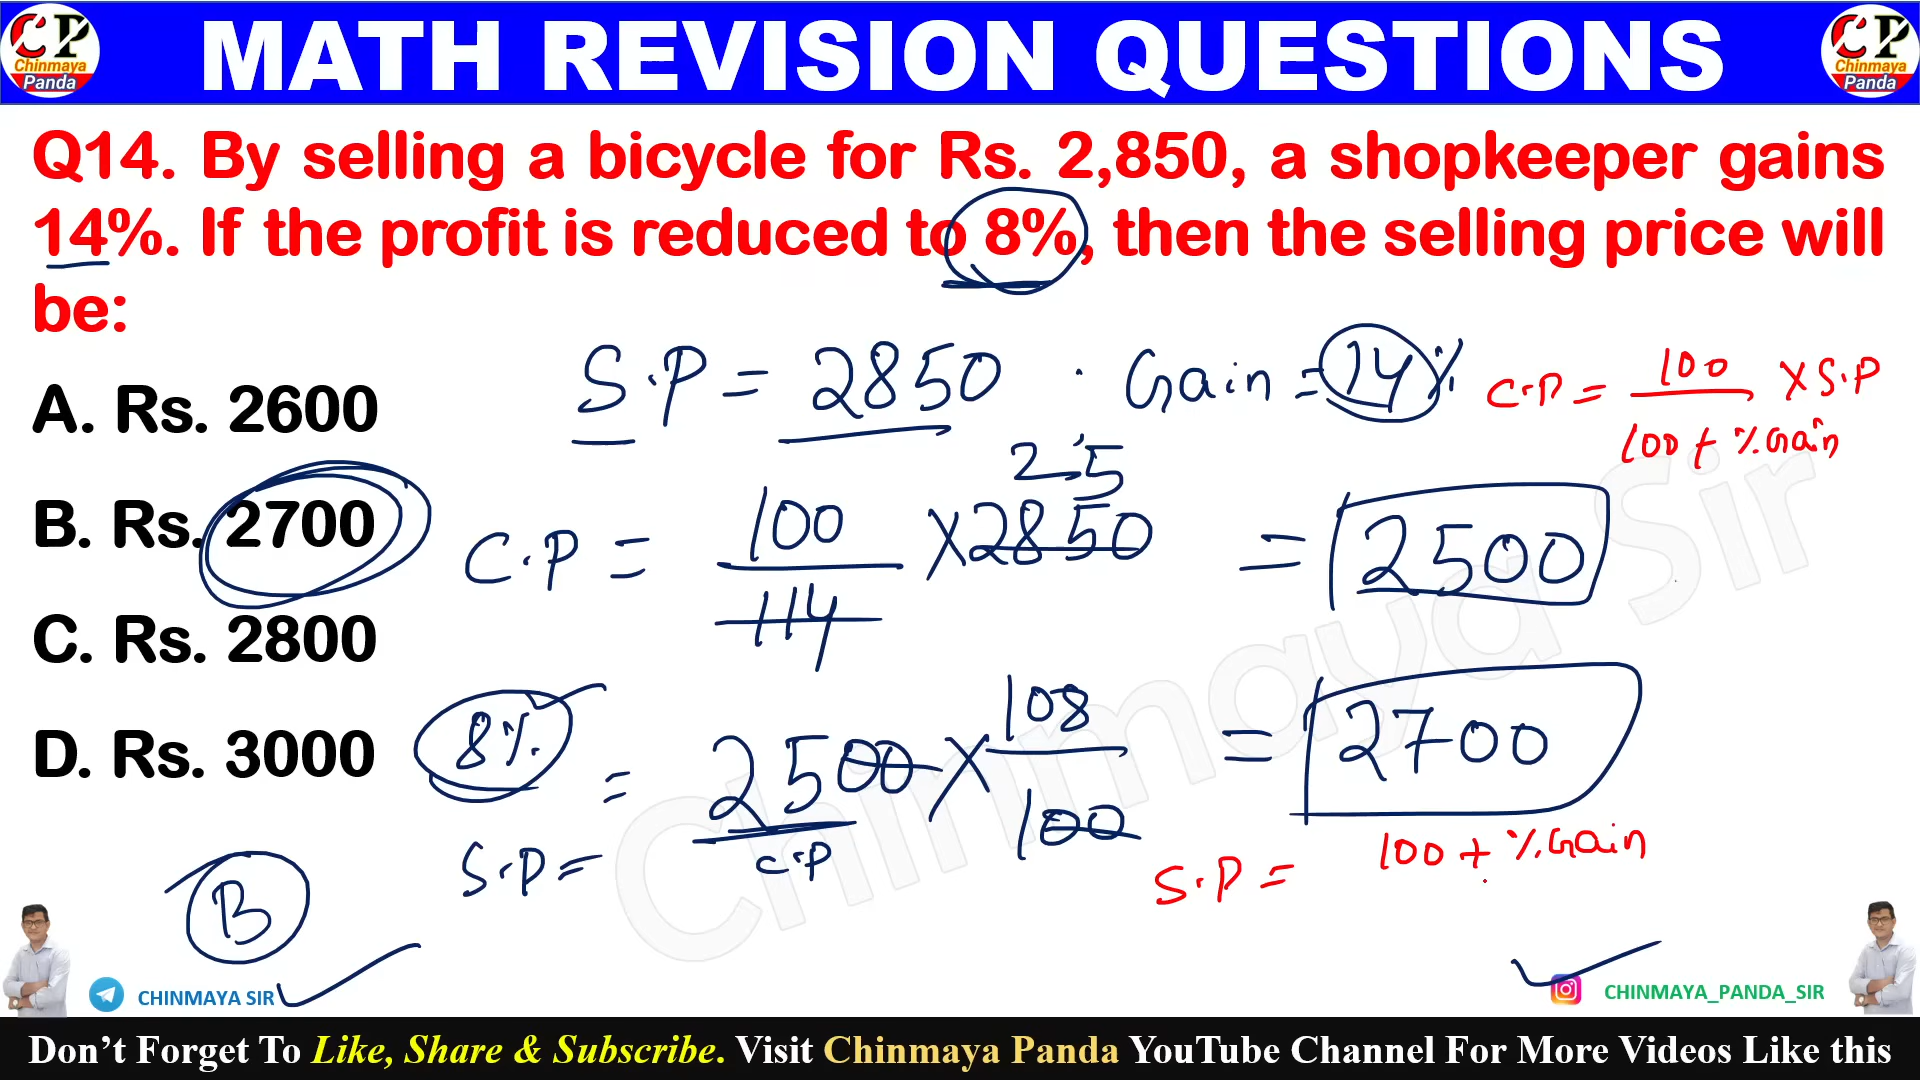 CP Chinmaya Panda
MATH REVISION QUESTIONS
CP Chinmaya Panda
Q14. By selling a bicycle for Rs. 2,850, a shopkeeper gains
14%. If the profit is reduced to 8%, then the selling price will
be:
A. Rs. 2600
B. Rs. 2700
C. Rs. 2800
D. Rs. 3000
S.P = 2850 . Gain = 14%
C.P = 100 / 100 + % Gain × S.P
25
C.P = 100 / 114 × 2850 = 2500
8%
S.P = = 2500 × 108 / 100 = 2700
C.P
S.P = 100 + % Gain
B
Chinmaya Sir
CHINMAYA SIR
CHINMAYA_PANDA_SIR
Don’t Forget To Like, Share & Subscribe. Visit Chinmaya Panda YouTube Channel For More Videos Like this